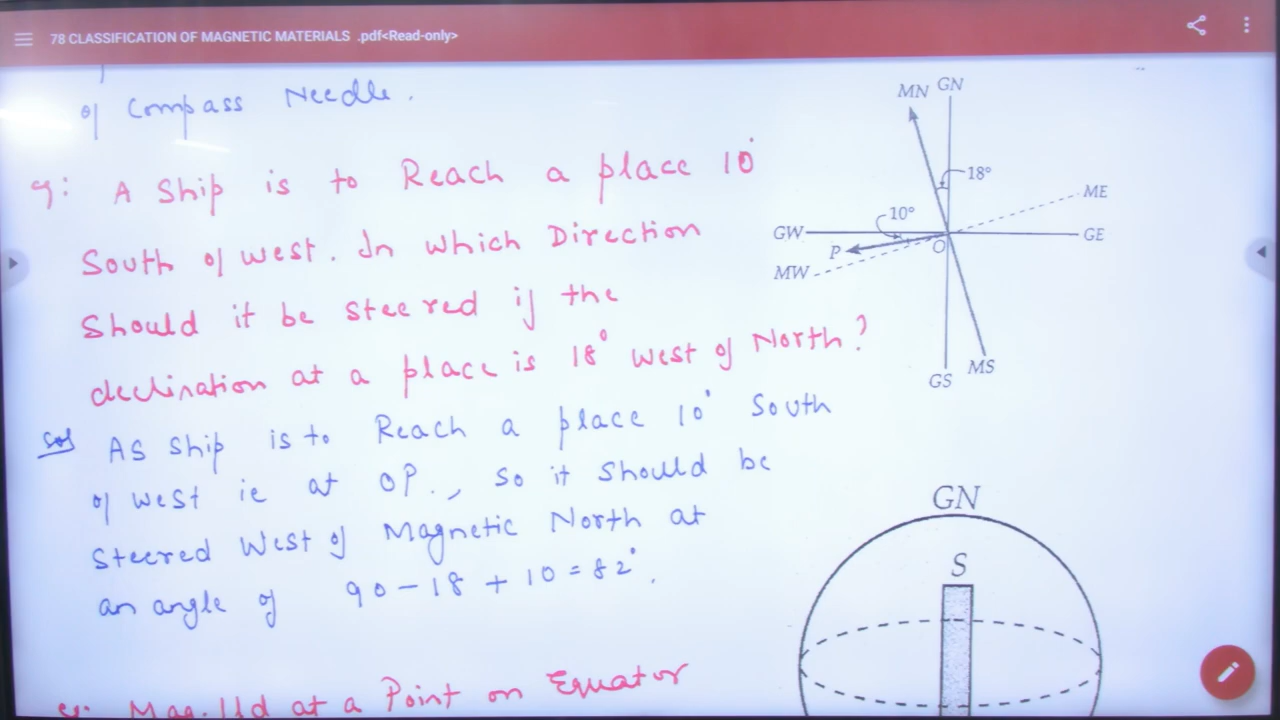 78 CLASSIFICATION OF MAGNETIC MATERIALS .pdf<Read-only>
of Compass Needle.
q: A Ship is to Reach a place 10°
South of west. In which Direction
Should it be steered if the
declination at a place is 18° west of North?
Sol As ship is to Reach a place 10° South
of west ie at OP., so it should be
steered West of Magnetic North at
an angle of 90-18+10=82°.
at a Point on Equator
MN GN
18°
ME
10°
GW
GE
P
O
MW
MS
GS
GN
S